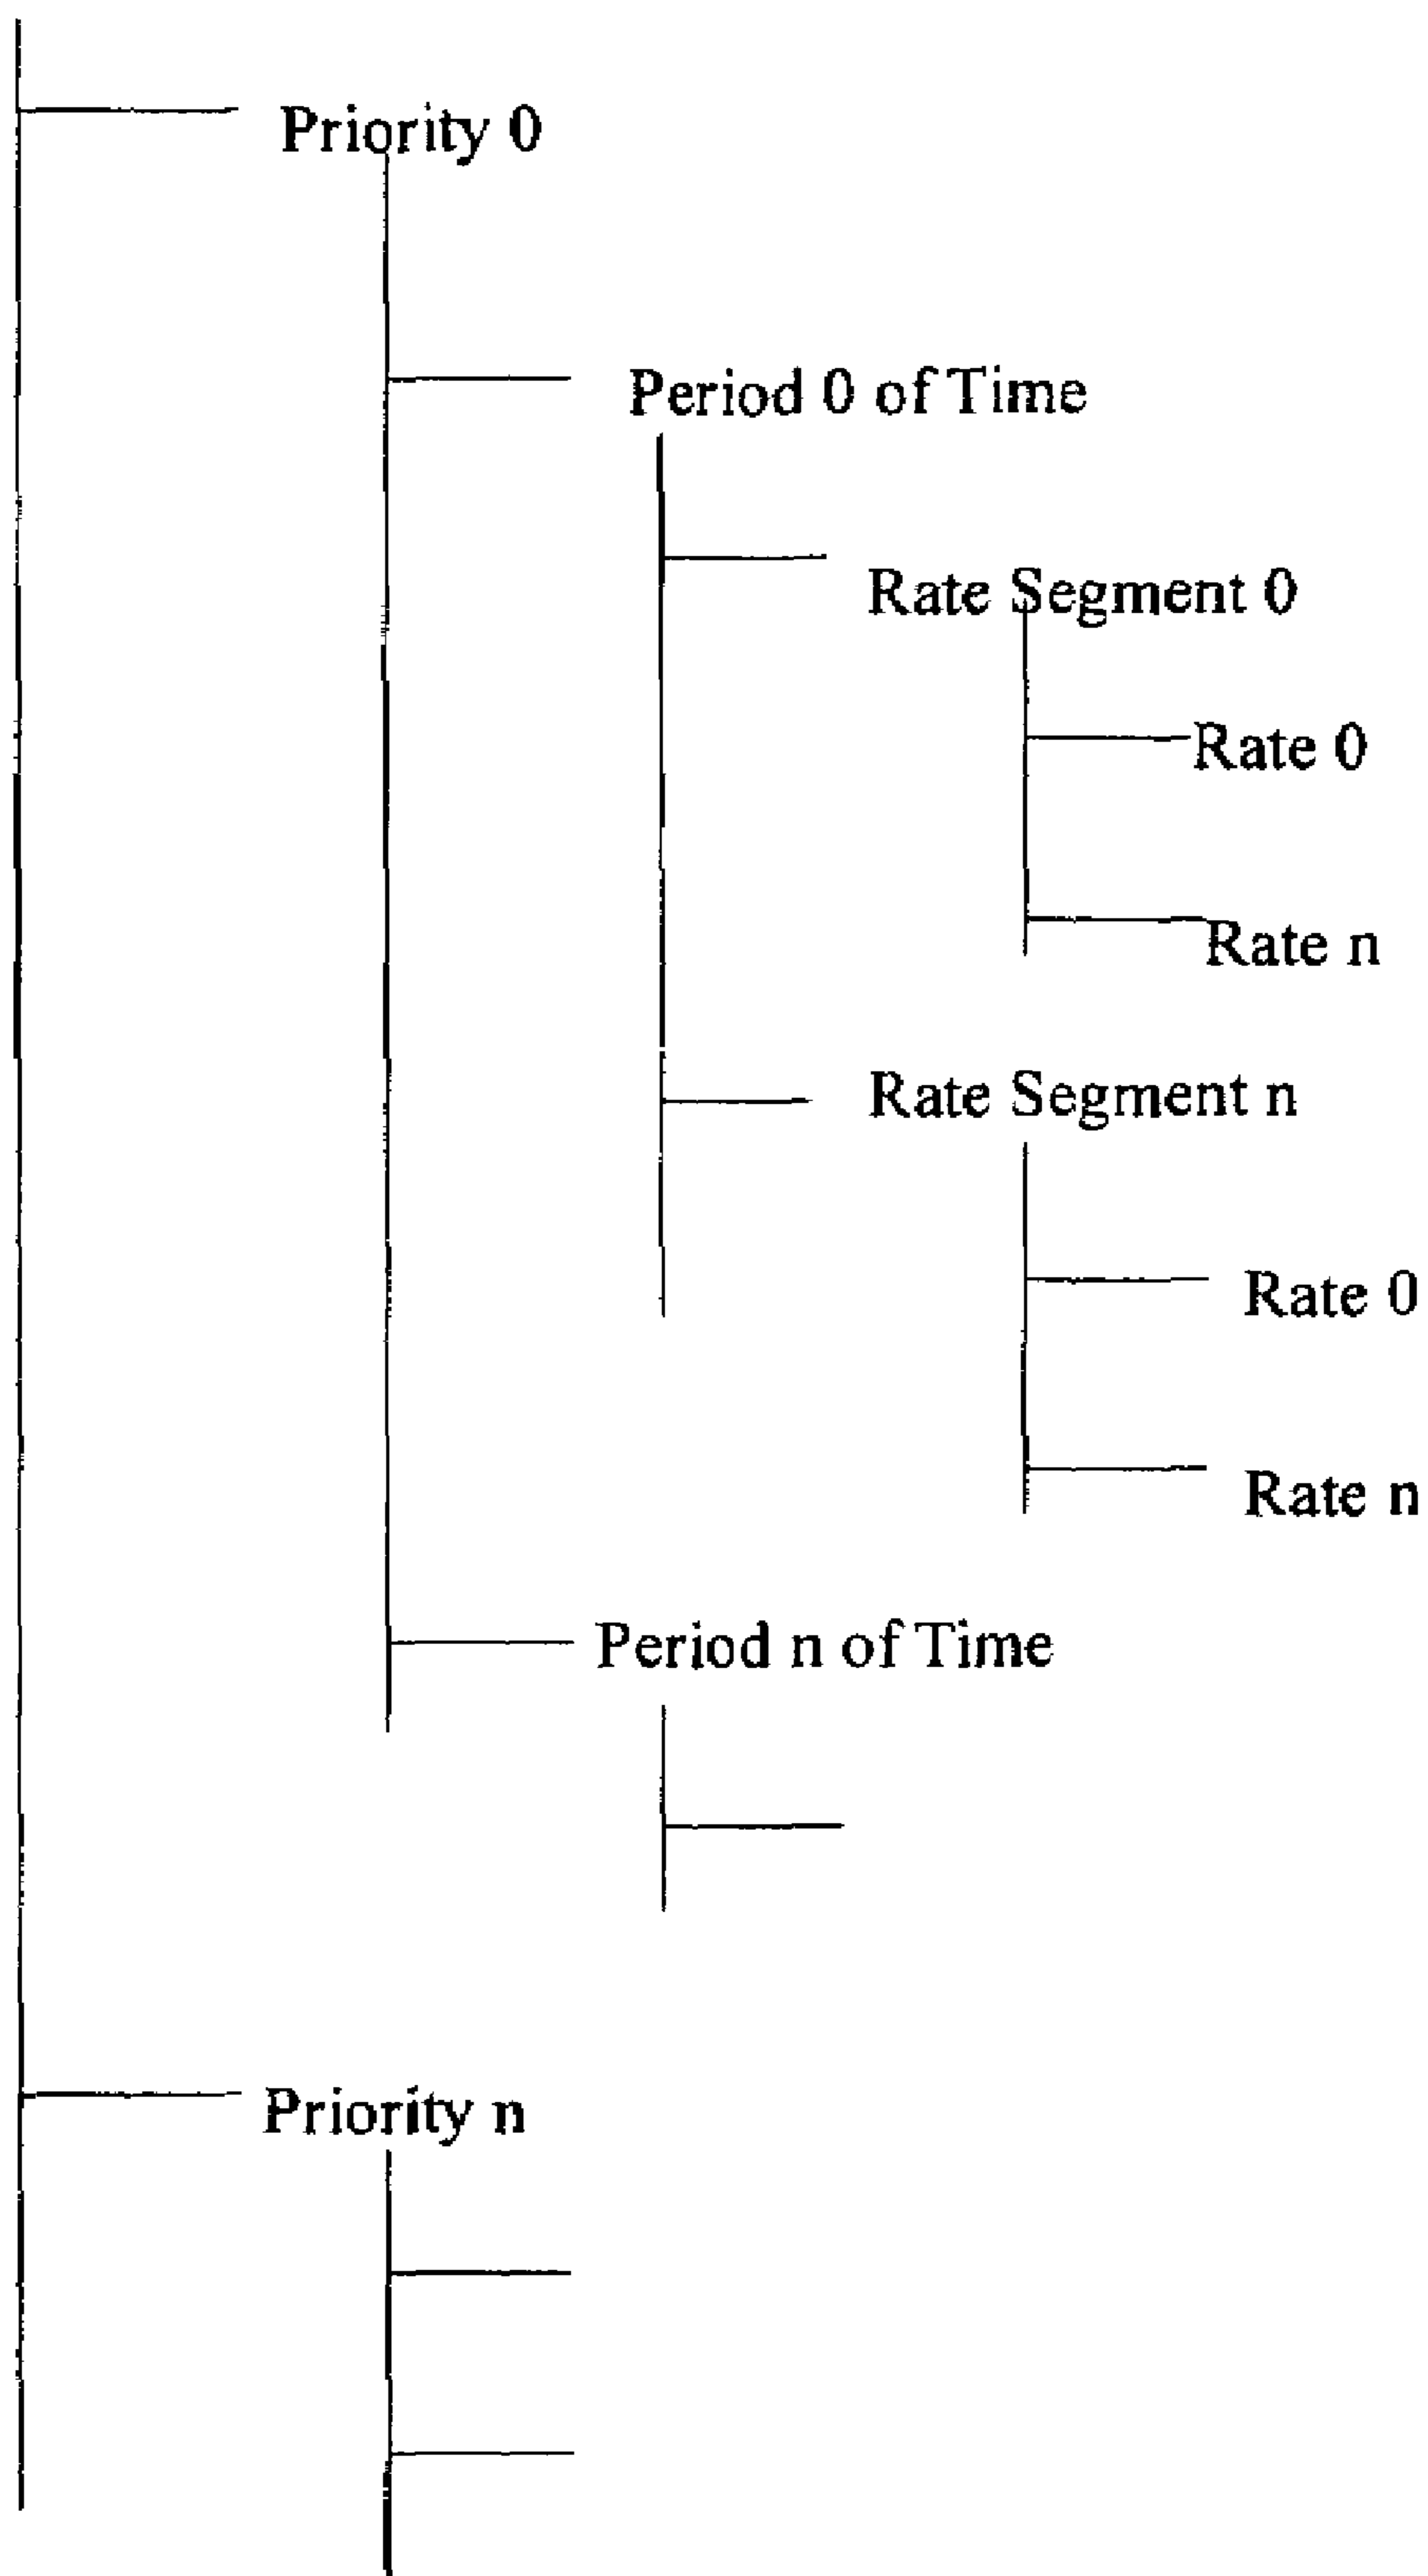 Priority 0
Period 0 of Time
Rate Segment 0
Rate 0
Rate n
Rate Segment n
Rate 0
Rate n
Period n of Time
Priority n